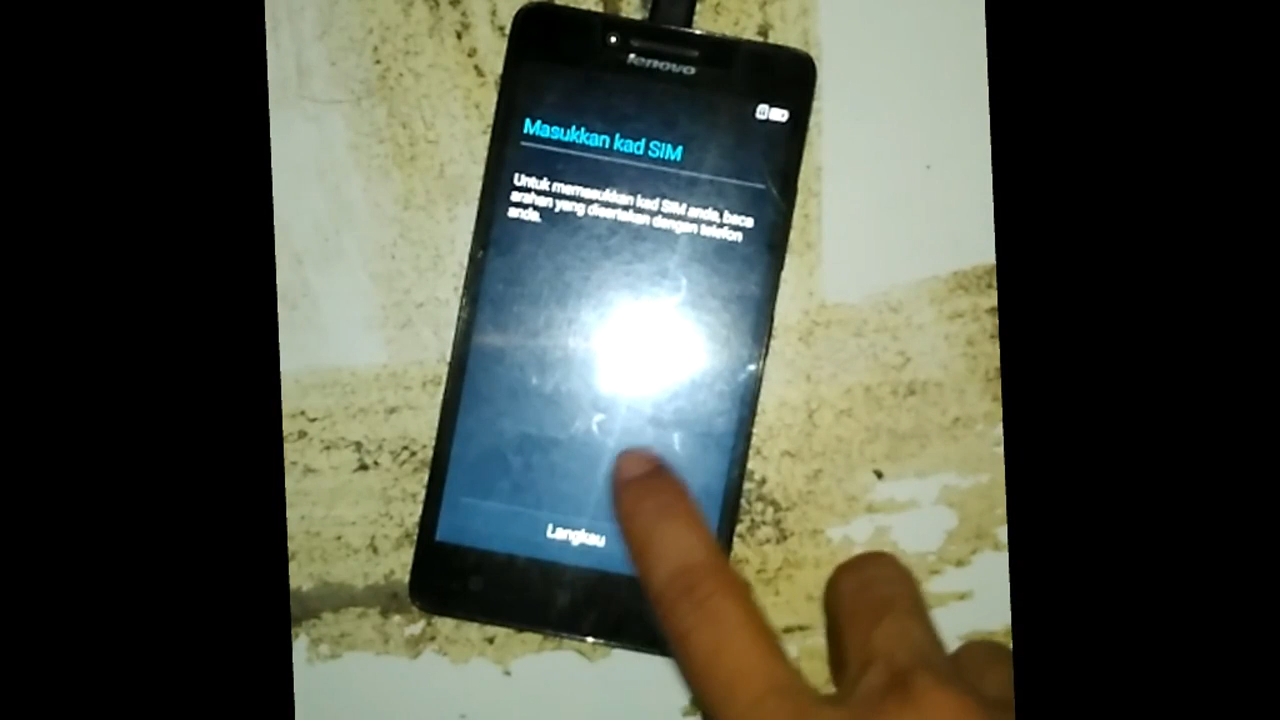 lenovo
Masukkan kad SIM
Untuk memasukkan kad SIM anda, baca
arahan yang disertakan dengan telefon
anda.
Langkau